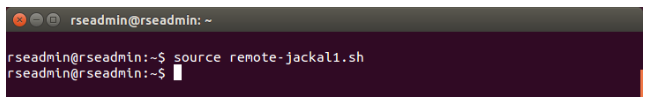 rseadmin@rseadmin: ~
rseadmin@rseadmin:~$ source remote-jackal1.sh
rseadmin@rseadmin:~$